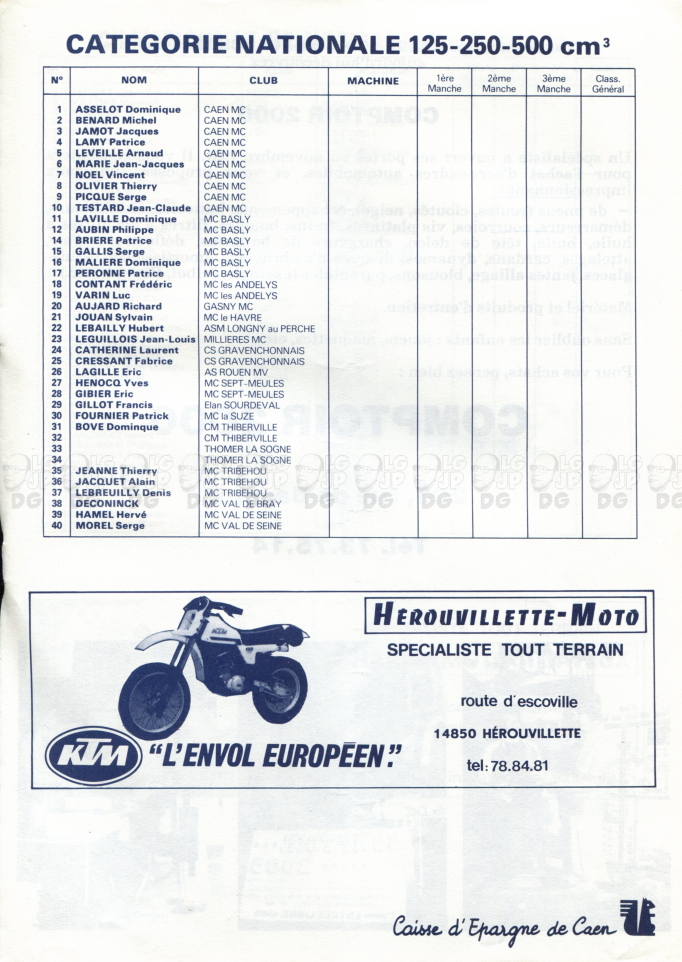 CATEGORIE NATIONALE 125-250-500 cm³
N° NOM CLUB MACHINE 1ère Manche 2ème Manche 3ème Manche Class. Général
1 ASSELOT Dominique CAEN MC
2 BENARD Michel CAEN MC
3 JAMOT Jacques CAEN MC
4 LAMY Patrice CAEN MC
5 LEVEILLE Arnaud CAEN MC
6 MARIE Jean-Jacques CAEN MC
7 NOEL Vincent CAEN MC
8 OLIVIER Thierry CAEN MC
9 PICQUE Serge CAEN MC
10 TESTARD Jean-Claude CAEN MC
11 LAVILLE Dominique MC BASLY
12 AUBIN Philippe MC BASLY
14 BRIERE Patrice MC BASLY
15 GALLIS Serge MC BASLY
16 MALIERE Dominique MC BASLY
17 PERONNE Patrice MC BASLY
18 CONTANT Frédéric MC les ANDELYS
19 VARIN Luc MC les ANDELYS
20 AUJARD Richard GASNY MC
21 JOUAN Sylvain MC le HAVRE
22 LEBAILLY Hubert ASM LONGNY au PERCHE
23 LEGUILLOIS Jean-Louis MILLIERES MC
24 CATHERINE Laurent CS GRAVENCHONNAIS
25 CRESSANT Fabrice CS GRAVENCHONNAIS
26 LAGILLE Eric AS ROUEN MV
27 HENOCQ Yves MC SEPT-MEULES
28 GIBIER Eric MC SEPT-MEULES
29 GILLOT Francis Elan SOURDEVAL
30 FOURNIER Patrick MC la SUZE
31 BOVE Dominque CM THIBERVILLE
32 CM THIBERVILLE
33 THOMER LA SOGNE
34 THOMER LA SOGNE
35 JEANNE Thierry MC TRIBEHOU
36 JACQUET Alain MC TRIBEHOU
37 LEBREUILLY Denis MC TRIBEHOU
38 DECONINCK MC VAL DE BRAY
39 HAMEL Hervé MC VAL DE SEINE
40 MOREL Serge MC VAL DE SEINE
HÉROUVILLETTE-MOTO
SPECIALISTE TOUT TERRAIN
route d'escoville
14850 HÉROUVILLETTE
tel: 78.84.81
KTM
KTM "L'ENVOL EUROPÉEN."
Caisse d'Epargne de Caen